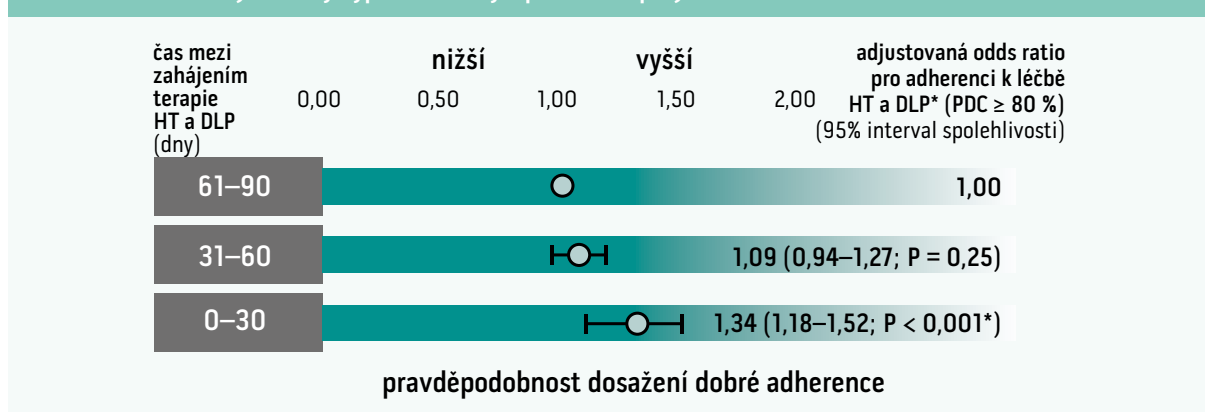 čas mezi
zahájením
terapie
HT a DLP
(dny)
nižší
vyšší
0,00 0,50 1,00 1,50 2,00
adjustovaná odds ratio
pro adherenci k léčbě
HT a DLP* (PDC ≥ 80 %)
(95% interval spolehlivosti)
61–90 1,00
31–60 1,09 (0,94–1,27; P = 0,25)
0–30 1,34 (1,18–1,52; P < 0,001*)
pravděpodobnost dosažení dobré adherence